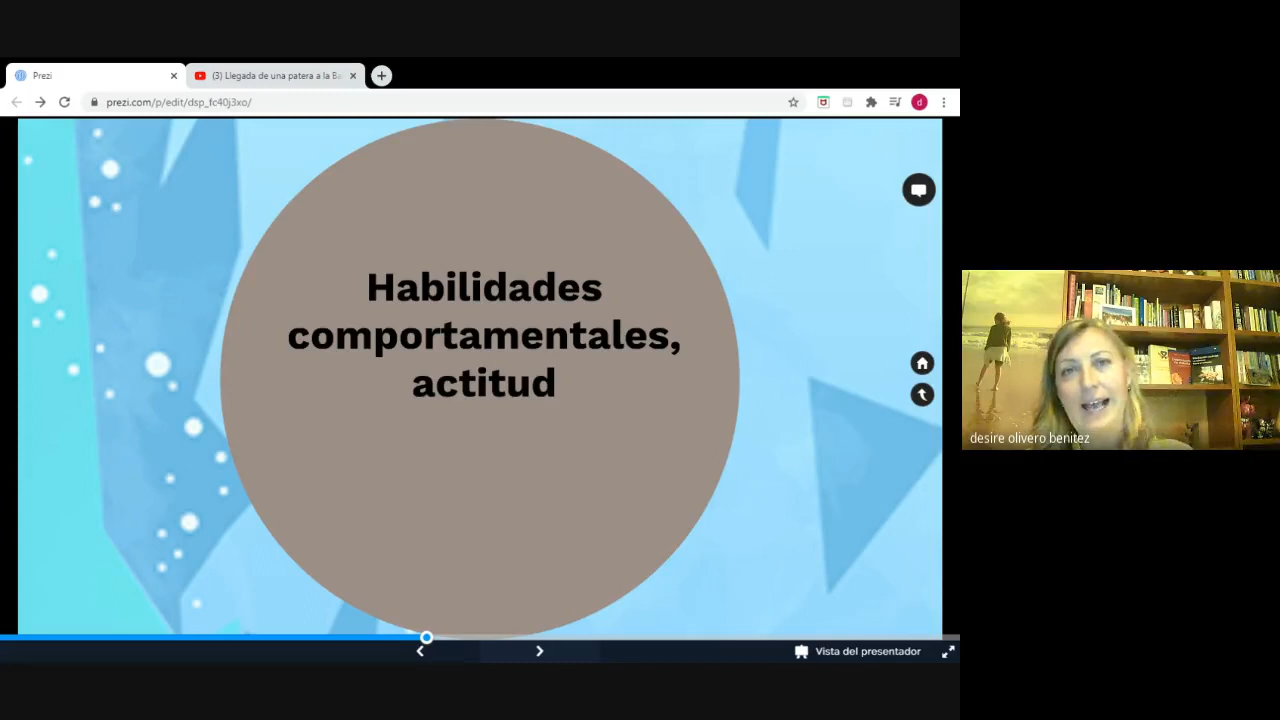 Prezi
(3) Llegada de una patera a la Ba
prezi.com/p/edit/dsp_fc40j3xo/
d
Habilidades
comportamentales,
actitud
desire olivero benitez
Vista del presentador